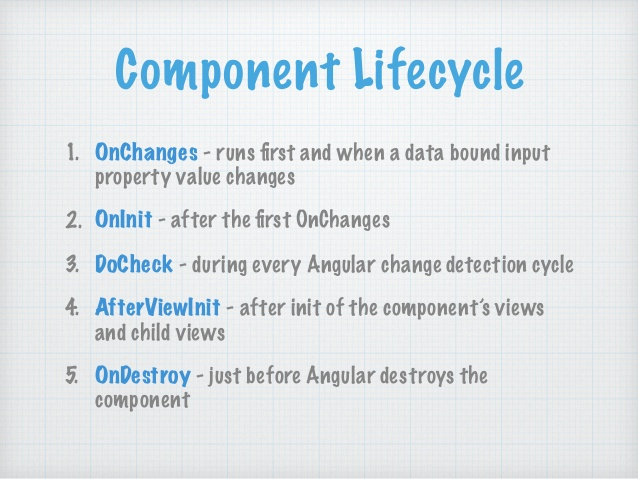 Component Lifecycle
1. OnChanges - runs first and when a data bound input
property value changes
2. OnInit - after the first OnChanges
3. DoCheck - during every Angular change detection cycle
4. AfterViewInit - after init of the component's views
and child views
5. OnDestroy - just before Angular destroys the
component